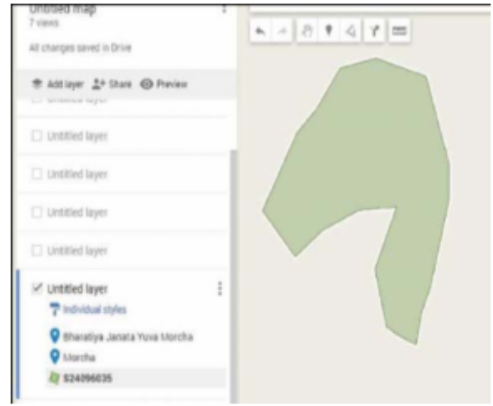 Untitled map
7 views
All changes saved in Drive
Add layer Share Preview
Untitled layer
Untitled layer
Untitled layer
Untitled layer
Untitled layer
Untitled layer
Individual styles
Bharatiya Janata Yuva Morcha
Morcha
S24096035